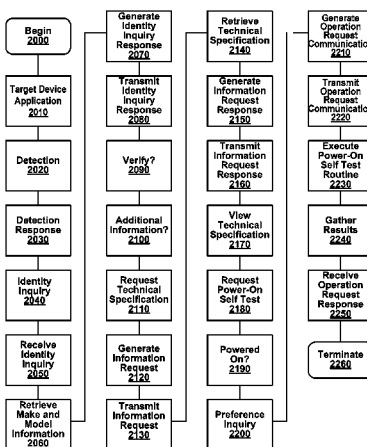 Begin
2000
Target Device
Application
2010
Detection
2020
Detection
Response
2030
Identity
Inquiry
2040
Receive
Identity
Inquiry
2050
Retrieve
Make and
Model
Information
2060
Generate
Identity
Inquiry
Response
2070
Transmit
Identity
Inquiry
Response
2080
Verify?
2090
Additional
Information?
2100
Request
Technical
Specification
2110
Generate
Information
Request
2120
Transmit
Information
Request
2130
Retrieve
Technical
Specification
2140
Generate
Information
Request
Response
2150
Transmit
Information
Request
Response
2160
View
Technical
Specification
2170
Request
Power-On
Self Test
2180
Powered
On?
2190
Preference
Inquiry
2200
Generate
Operation
Request
Communication
2210
Transmit
Operation
Request
Communication
2220
Execute
Power-On
Self Test
Routine
2230
Gather
Results
2240
Receive
Operation
Request
Response
2250
Terminate
2260